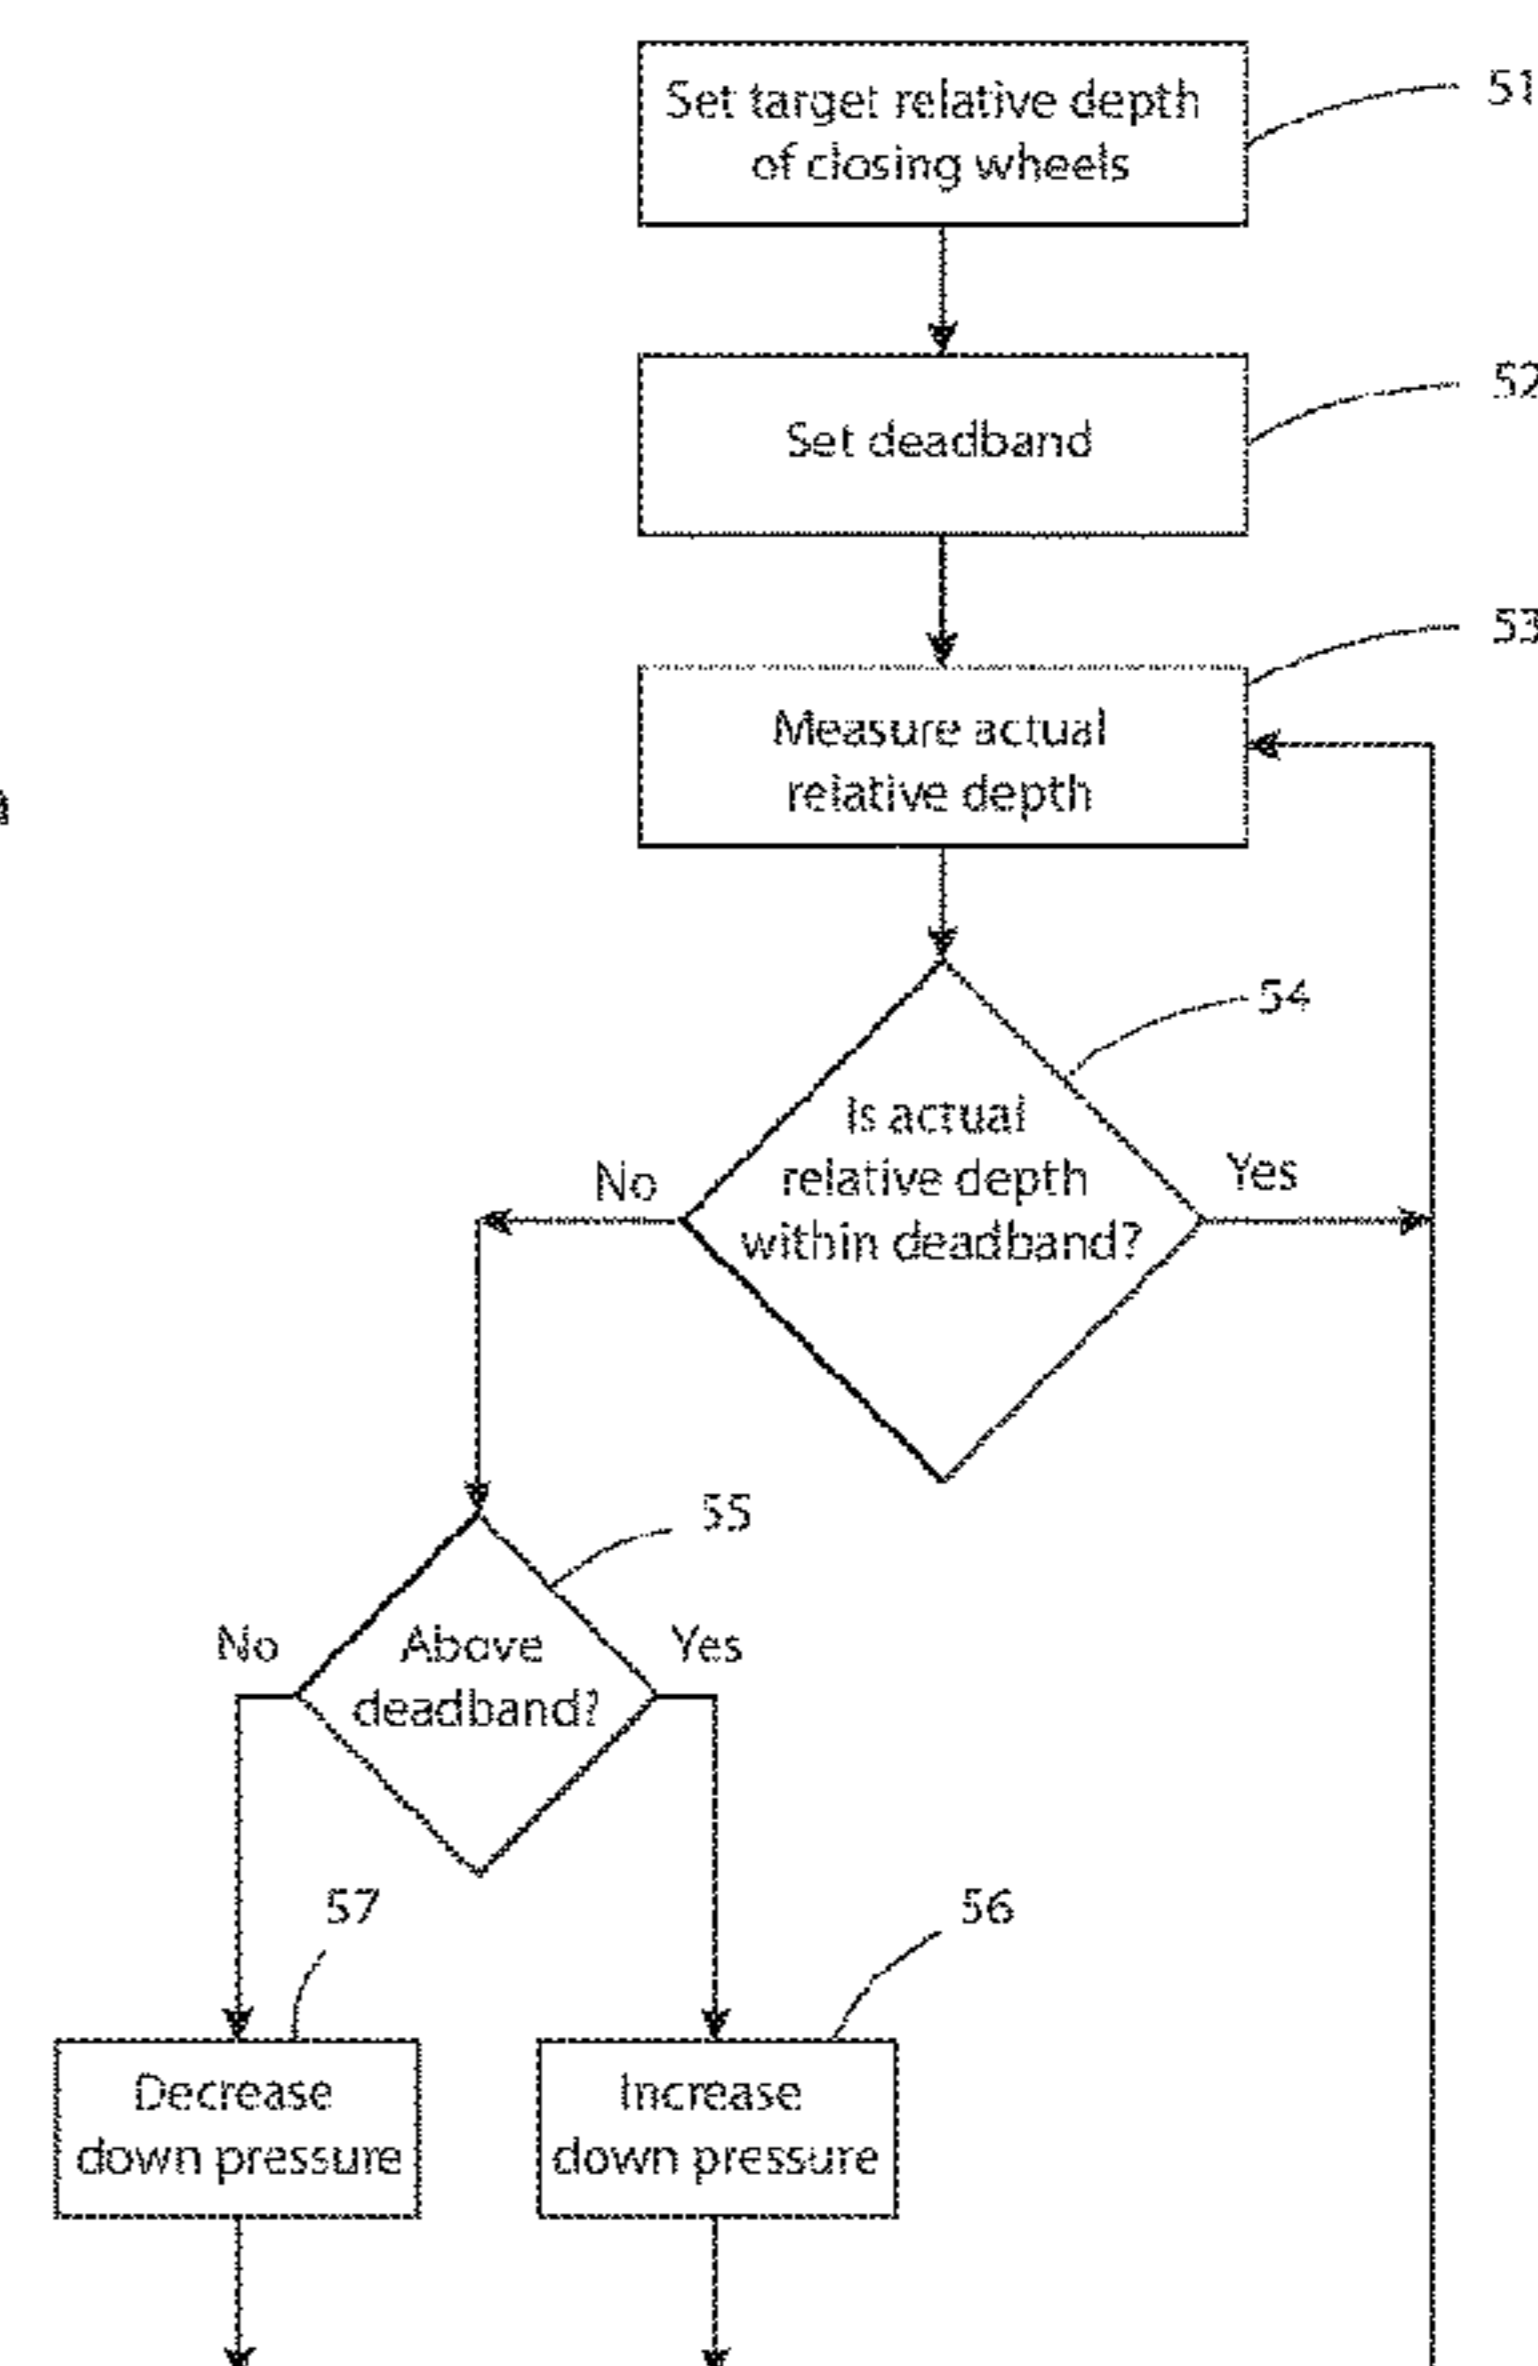 Set target relative depth
of closing wheels
51
Set deadband
52
53
Measure actual
relative depth
54
Is actual
relative depth
within deadband?
No
Yes
55
Above
deadband?
No
Yes
57
56
Decrease
down pressure
Increase
down pressure